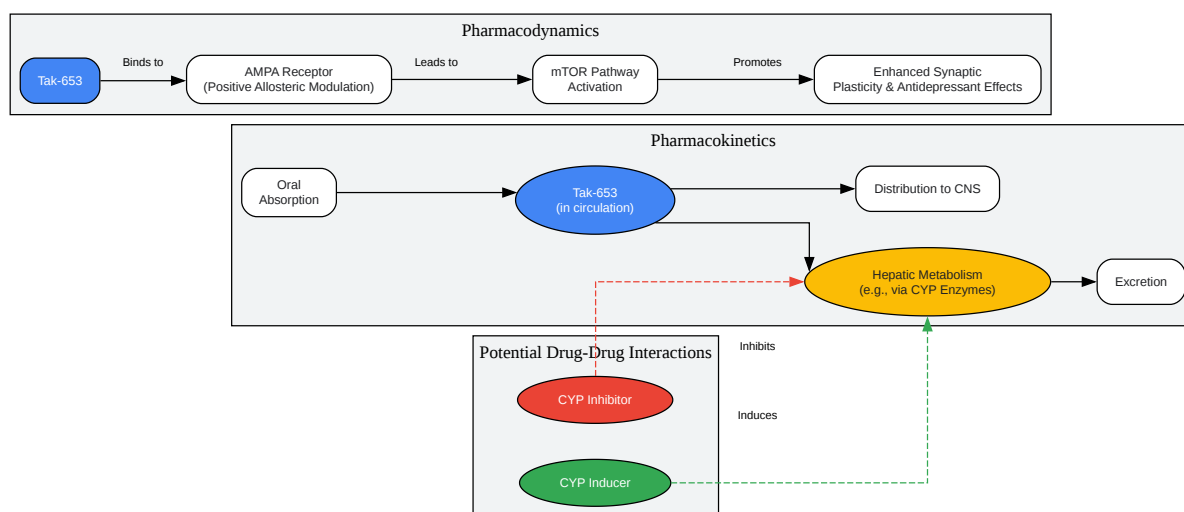 Pharmacodynamics
Tak-653
Binds to
AMPA Receptor
(Positive Allosteric Modulation)
Leads to
mTOR Pathway
Activation
Promotes
Enhanced Synaptic
Plasticity & Antidepressant Effects
Pharmacokinetics
Oral
Absorption
Tak-653
(in circulation)
Distribution to CNS
Hepatic Metabolism
(e.g., via CYP Enzymes)
Excretion
Potential Drug-Drug Interactions
Inhibits
CYP Inhibitor
Induces
CYP Inducer